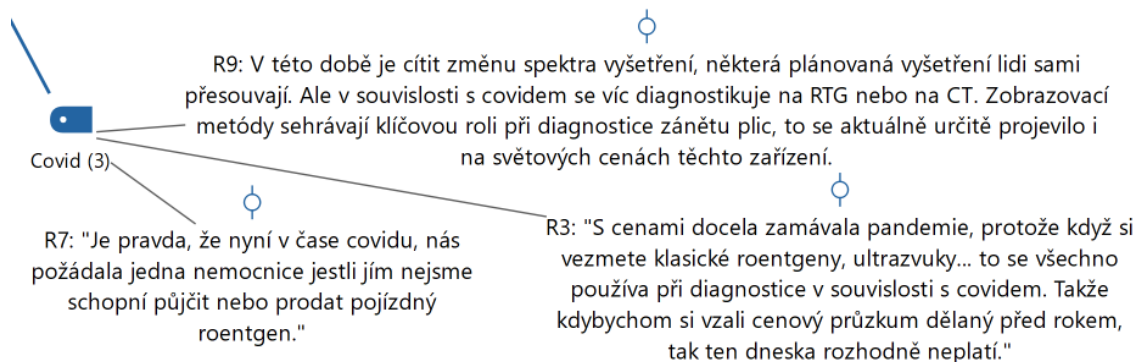 R9: V této době je cítit změnu spektra vyšetření, některá plánovaná vyšetření lidi sami
přesouvají. Ale v souvislosti s covidem se víc diagnostikuje na RTG nebo na CT. Zobrazovací
metódy sehrávají klíčovou roli při diagnostice zánětu plic, to se aktuálně určitě projevilo i
na světových cenách těchto zařízení.
Covid (3)
R7: "Je pravda, že nyní v čase covidu, nás
požádala jedna nemocnice jestli jím nejsme
schopní půjčit nebo prodat pojízdný
roentgen."
R3: "S cenami docela zamávala pandemie, protože když si
vezmete klasické roentgeny, ultrazvuky... to se všechno
používa při diagnostice v souvislosti s covidem. Takže
kdybychom si vzali cenový průzkum dělaný před rokem,
tak ten dneska rozhodně neplatí."